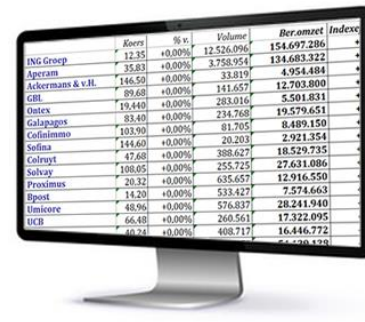 Koers % v. Volume Ber.omzet
ING Groep 12.35 +0,00% 12.526.096 154.697.286
Aperam 35,83 +0,00% 3.758.954 134.683.322
Ackermans & v.H. 146,50 +0,00% 33.819 4.954.484
GBL 89,68 +0,00% 141.657 12.703.800
Ontex 19,440 +0,00% 283.016 5.501.831
Galapagos 83,40 +0,00% 234.768 19.579.651
Cofinimmo 103,90 +0,00% 81.705 8.489.150
Sofina 144,60 +0,00% 20.203 2.921.354
Colruyt 47,68 +0,00% 388.627 18.529.735
Solvay 108,05 +0,00% 255.725 27.631.086
Proximus 20,32 +0,00% 635.657 12.916.550
Bpost 14,20 +0,00% 533.427 7.574.663
Umicore 48,96 +0,00% 576.837 28.241.940
UCB 66,48 +0,00% 260.561 17.322.095
40,24 +0,00% 408.717 16.446.772